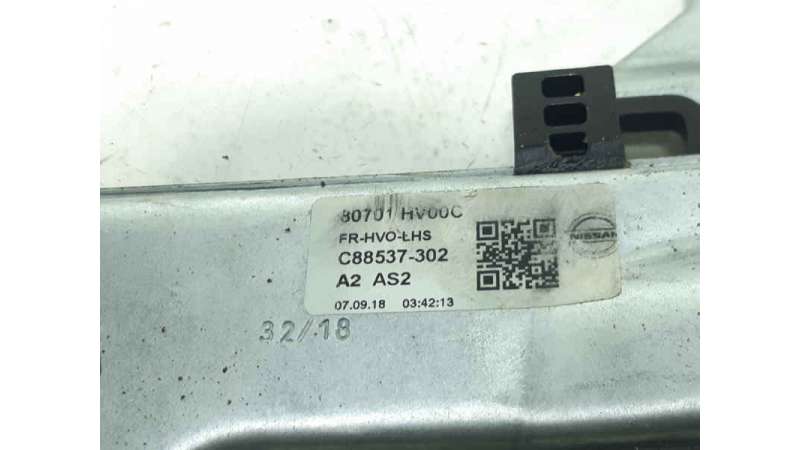 80701 HV00C
FR-HVO-LHS
C88537-302
A2 AS2
07.09.18 03:42:13
NISSAN
32/18